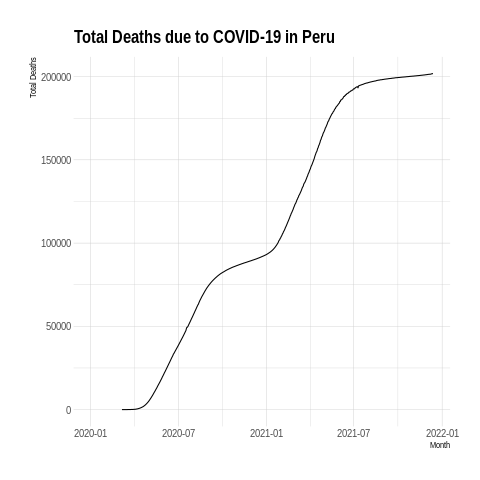 Total Deaths due to COVID-19 in Peru
Total Deaths
200000
150000
100000
50000
0
2020-01 2020-07 2021-01 2021-07 2022-01
Month